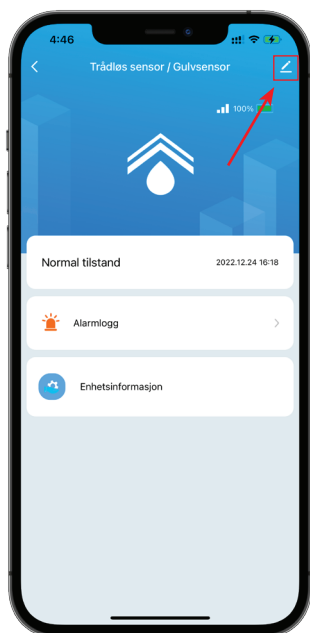 4:46
Trådløs sensor / Gulvsensor
100%
Normal tilstand
2022.12.24 16:18
Alarmlogg
Enhetsinformasjon